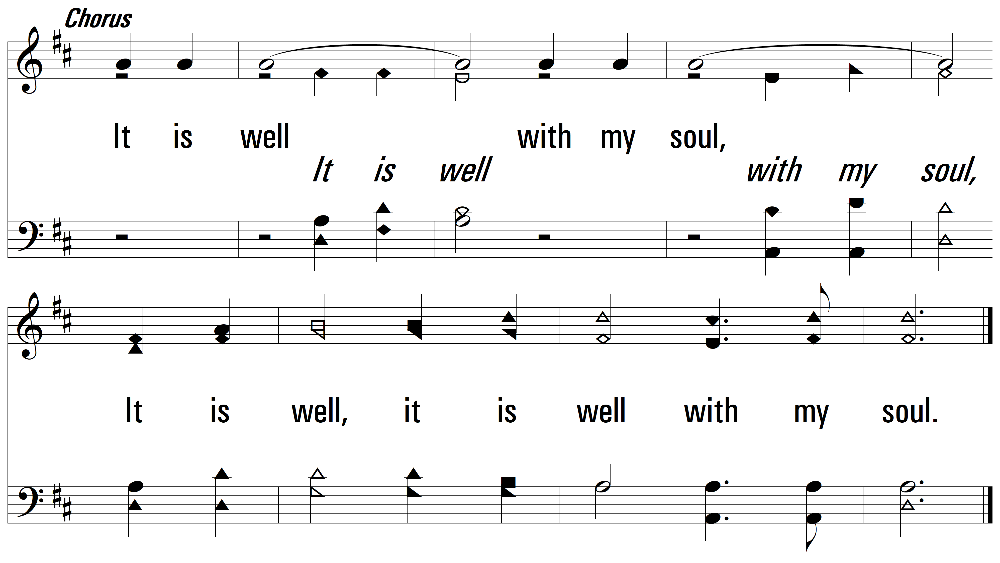 Chorus
It is well with my soul,
It is well with my soul,
It is well, it is well with my soul.